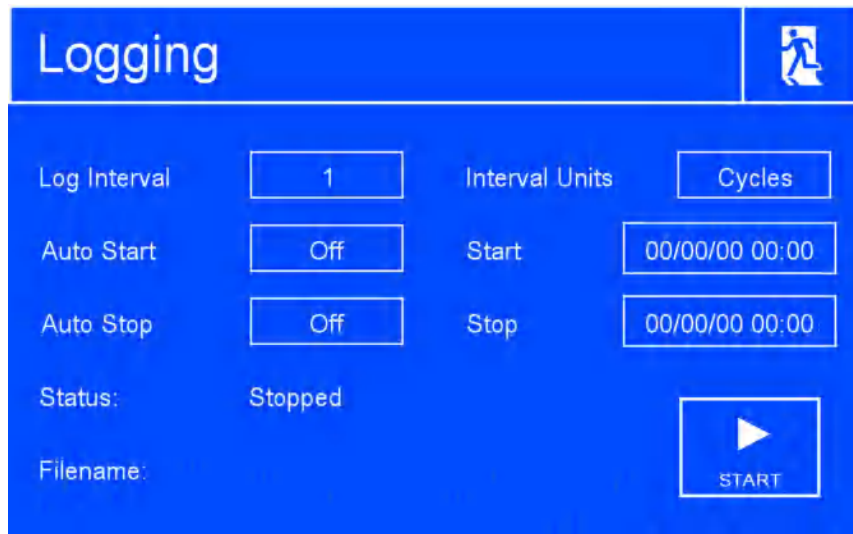 Logging
Log Interval 1 Interval Units Cycles
Auto Start Off Start 00/00/00 00:00
Auto Stop Off Stop 00/00/00 00:00
Status: Stopped
Filename:
START